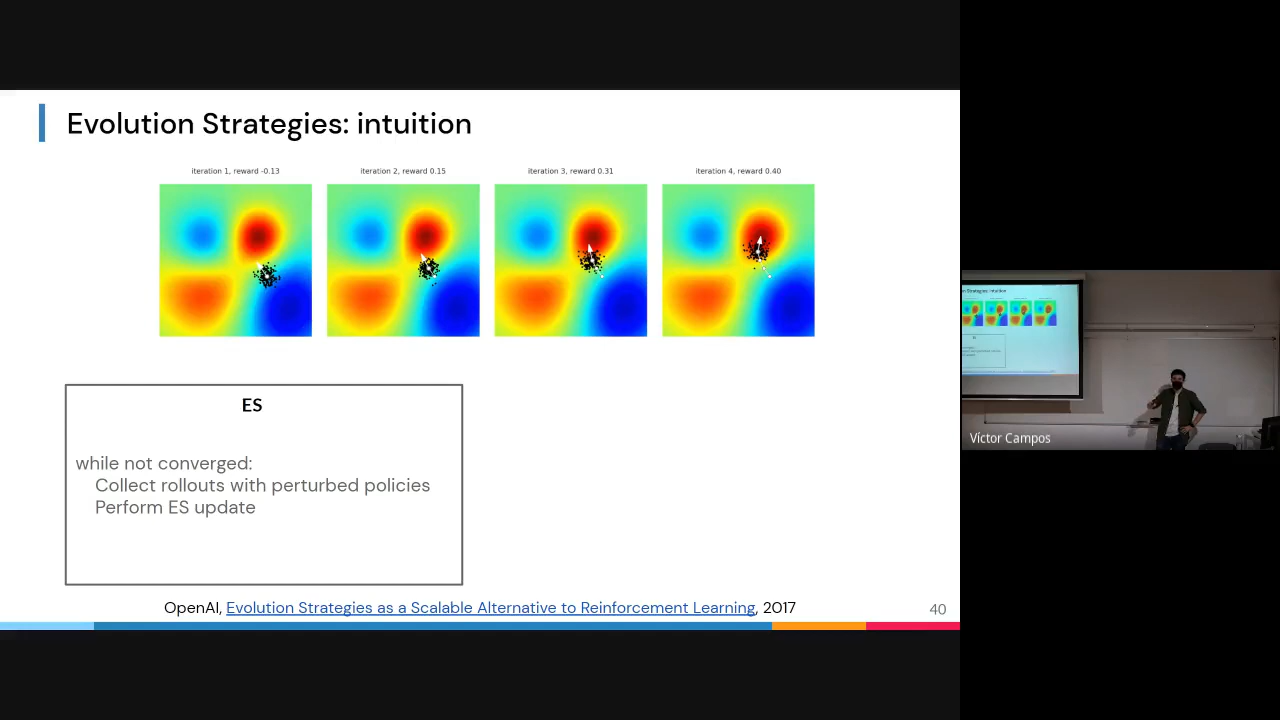 Evolution Strategies: intuition
iteration 1, reward -0.13
iteration 2, reward 0.15
iteration 3, reward 0.31
iteration 4, reward 0.40
ES
while not converged:
Collect rollouts with perturbed policies
Perform ES update
OpenAI, Evolution Strategies as a Scalable Alternative to Reinforcement Learning, 2017
40
Víctor Campos